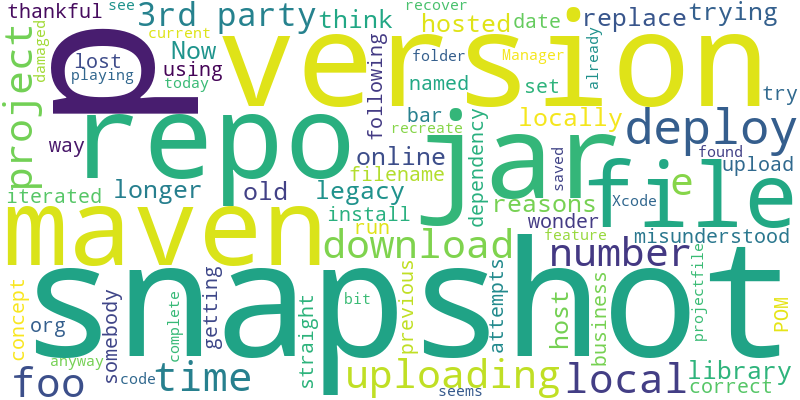 thankful
see
3rd party
think
recover
hosted
date
replace
trying
current
project
damaged
p
lost
playing
Now
using
today
version
following
folder
named
Manager
set
already
try
way
repo
bar
recreate
online
filename
dependency
jar
locally
deploy
found
upload
saved
file
e
Xcode
iterated
longer
old
legacy
install
run
reasons
wonder
feature
misunderstood
maven
download
number
concept
org
somebody
getting
snapshot
complete
straight
bit
previous
attempts
host
business
projectfile
POM
anyway
foo
code
time
uploading
seems
local
library
correct